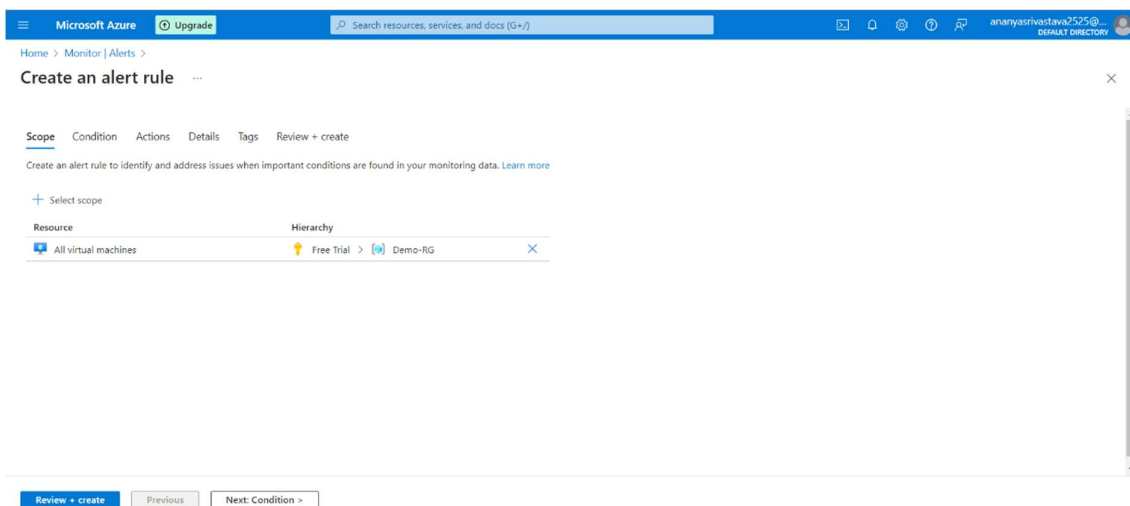 Microsoft Azure Upgrade Search resources, services, and docs (G+/) ananyasrivastava2525@...
DEFAULT DIRECTORY
Home > Monitor | Alerts >
Create an alert rule ...
Scope Condition Actions Details Tags Review + create
Create an alert rule to identify and address issues when important conditions are found in your monitoring data. Learn more
+ Select scope
Resource Hierarchy
All virtual machines Free Trial > Demo-RG
Review + create Previous Next: Condition >